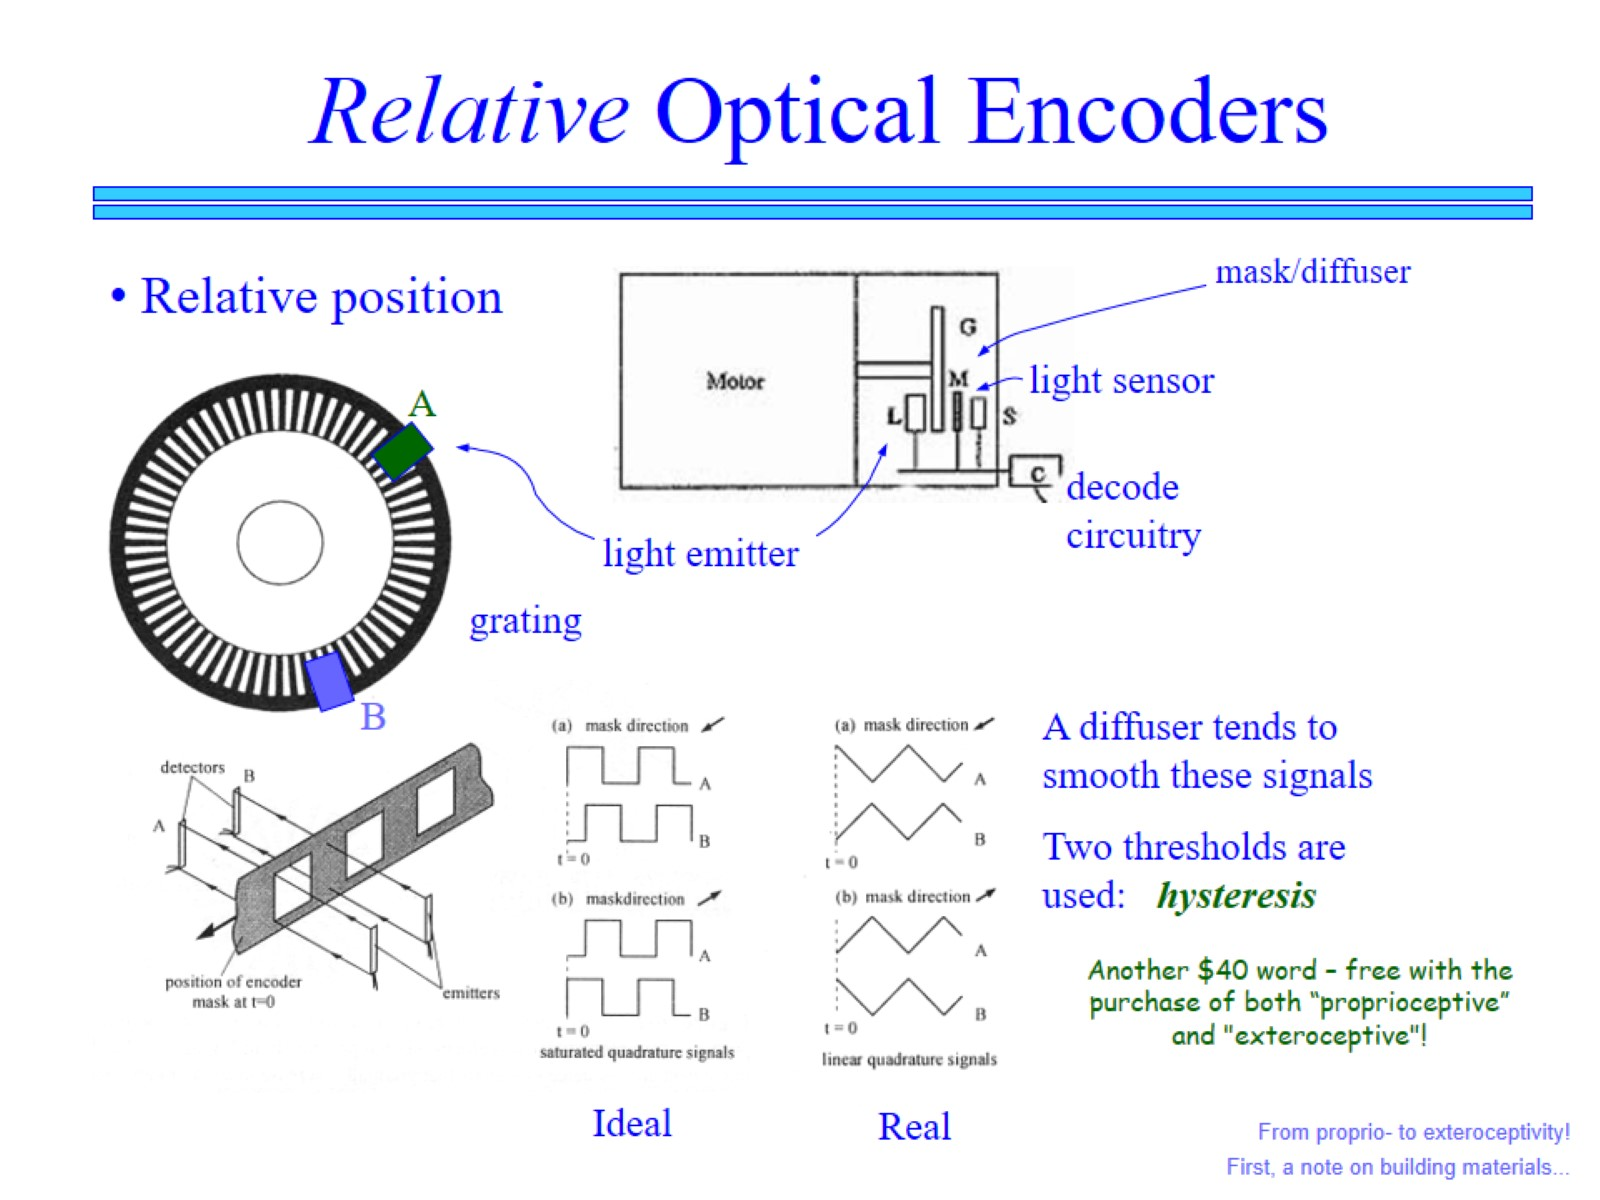 Relative Optical Encoders
• Relative position
mask/diffuser
G
Motor
M
light sensor
L
S
C
decode
circuitry
A
light emitter
grating
B
detectors
B
A
position of encoder
mask at t=0
emitters
(a) mask direction
A
B
t = 0
(b) maskdirection
A
B
t = 0
saturated quadrature signals
Ideal
(a) mask direction
A
B
t = 0
(b) mask direction
A
B
t = 0
linear quadrature signals
Real
A diffuser tends to
smooth these signals
Two thresholds are
used: hysteresis
Another $40 word – free with the
purchase of both “proprioceptive”
and "exteroceptive"!
From proprio- to exteroceptivity!
First, a note on building materials...